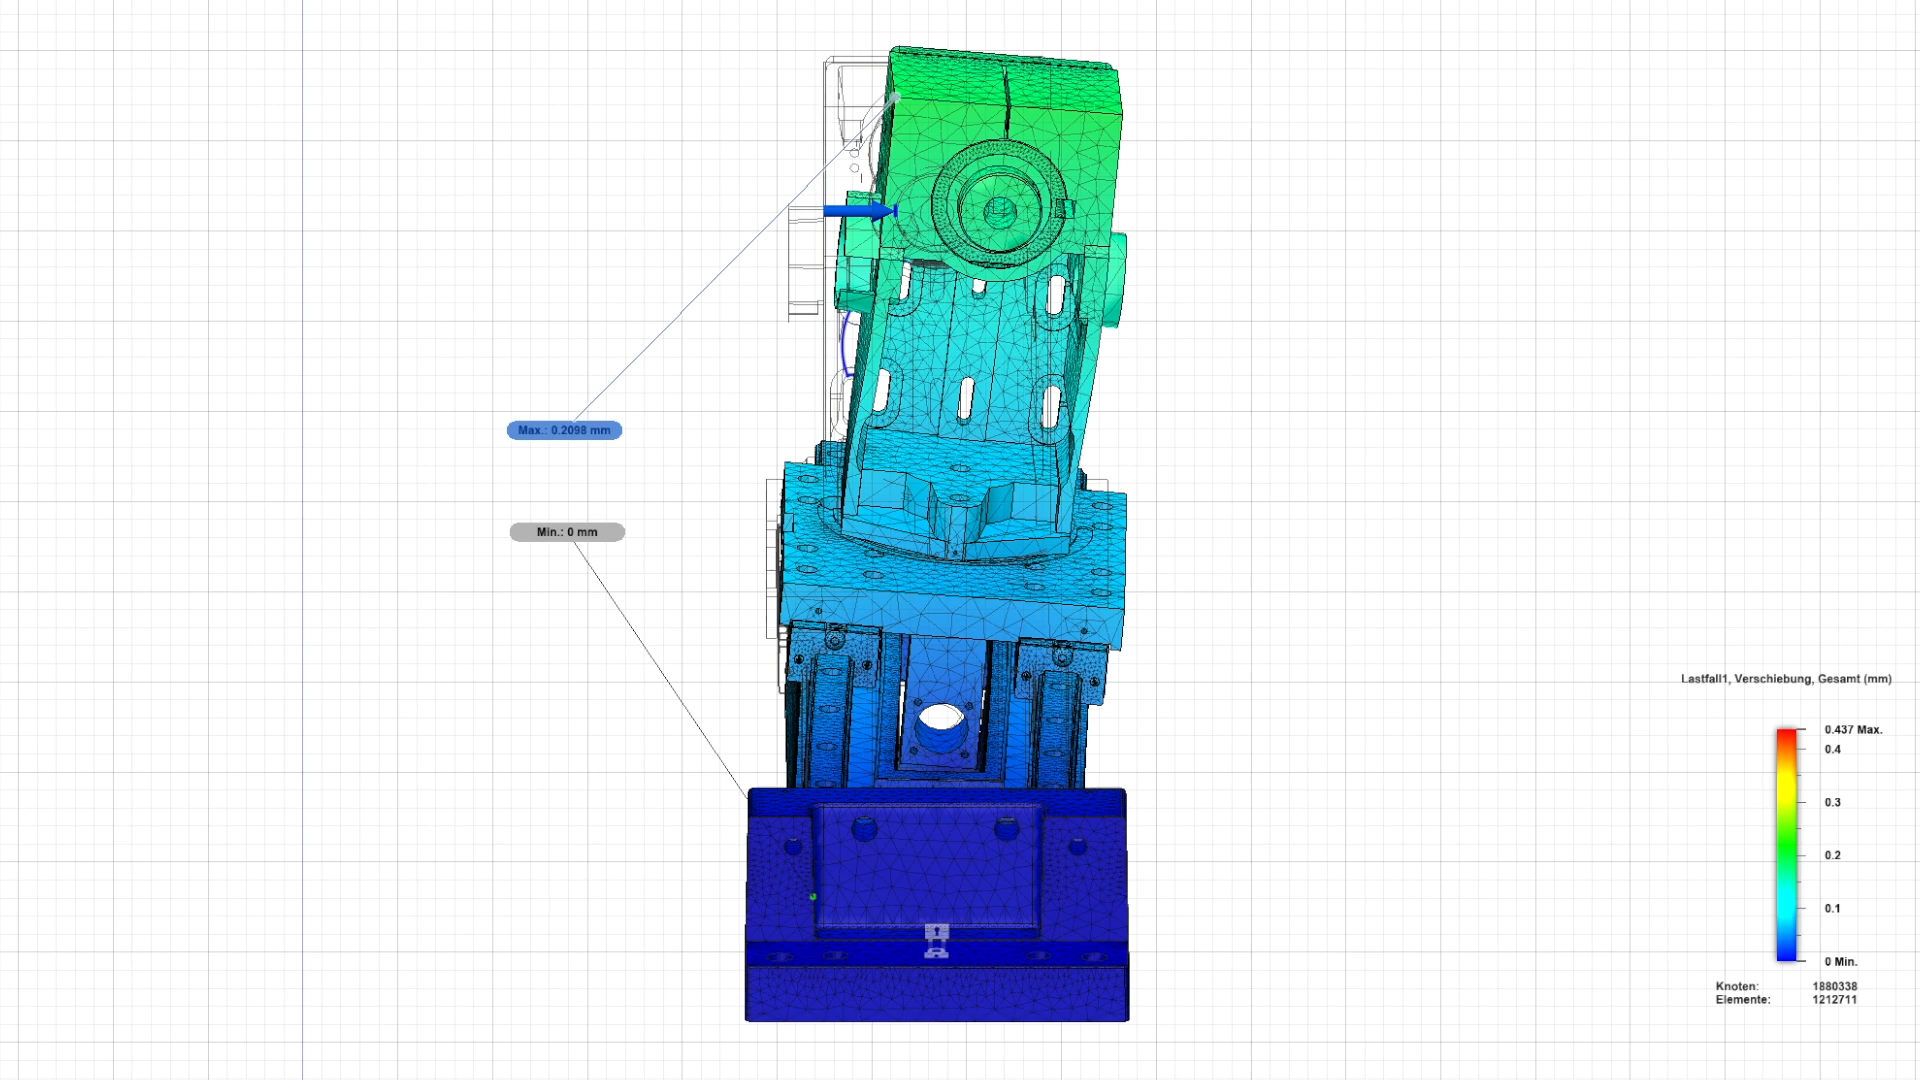 Max.: 0.2098 mm
Min.: 0 mm
Lastfall1, Verschiebung, Gesamt (mm)
0.437 Max.
0.4
0.3
0.2
0.1
0 Min.
Knoten: 1880338
Elemente: 1212711